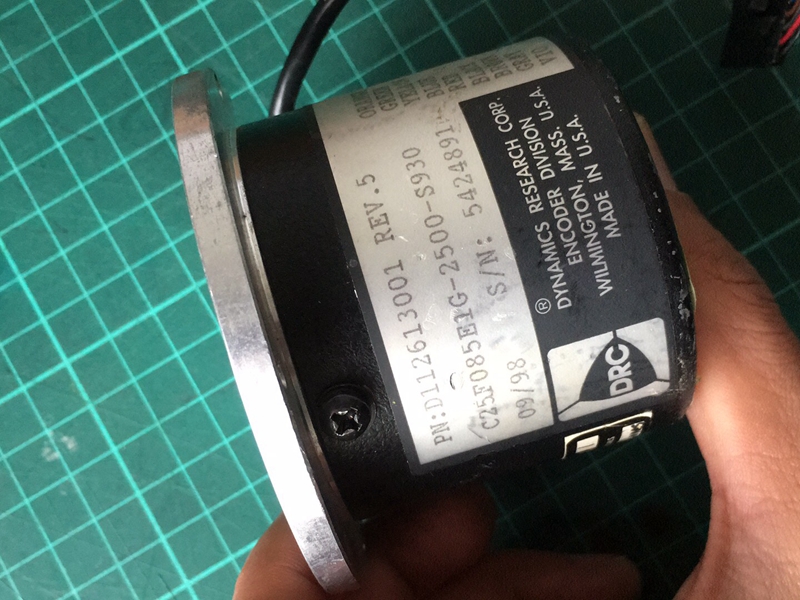 PN:D112613001 REV.5
C25F085E1G-2500-S930
09/98 S/N: 5424891
® DYNAMICS RESEARCH CORP.
ENCODER DIVISION
WILMINGTON, MASS. U.S.A.
MADE IN U.S.A.
DRC